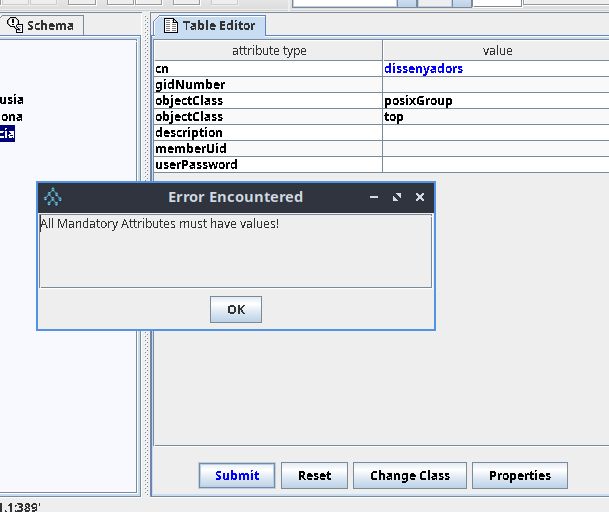 Schema
Table Editor
attribute type value
cn dissenyadors
gidNumber
objectClass posixGroup
objectClass top
description
memberUid
userPassword
usia
ona
cia
Error Encountered
All Mandatory Attributes must have values!
OK
Submit Reset Change Class Properties
1.1:389'